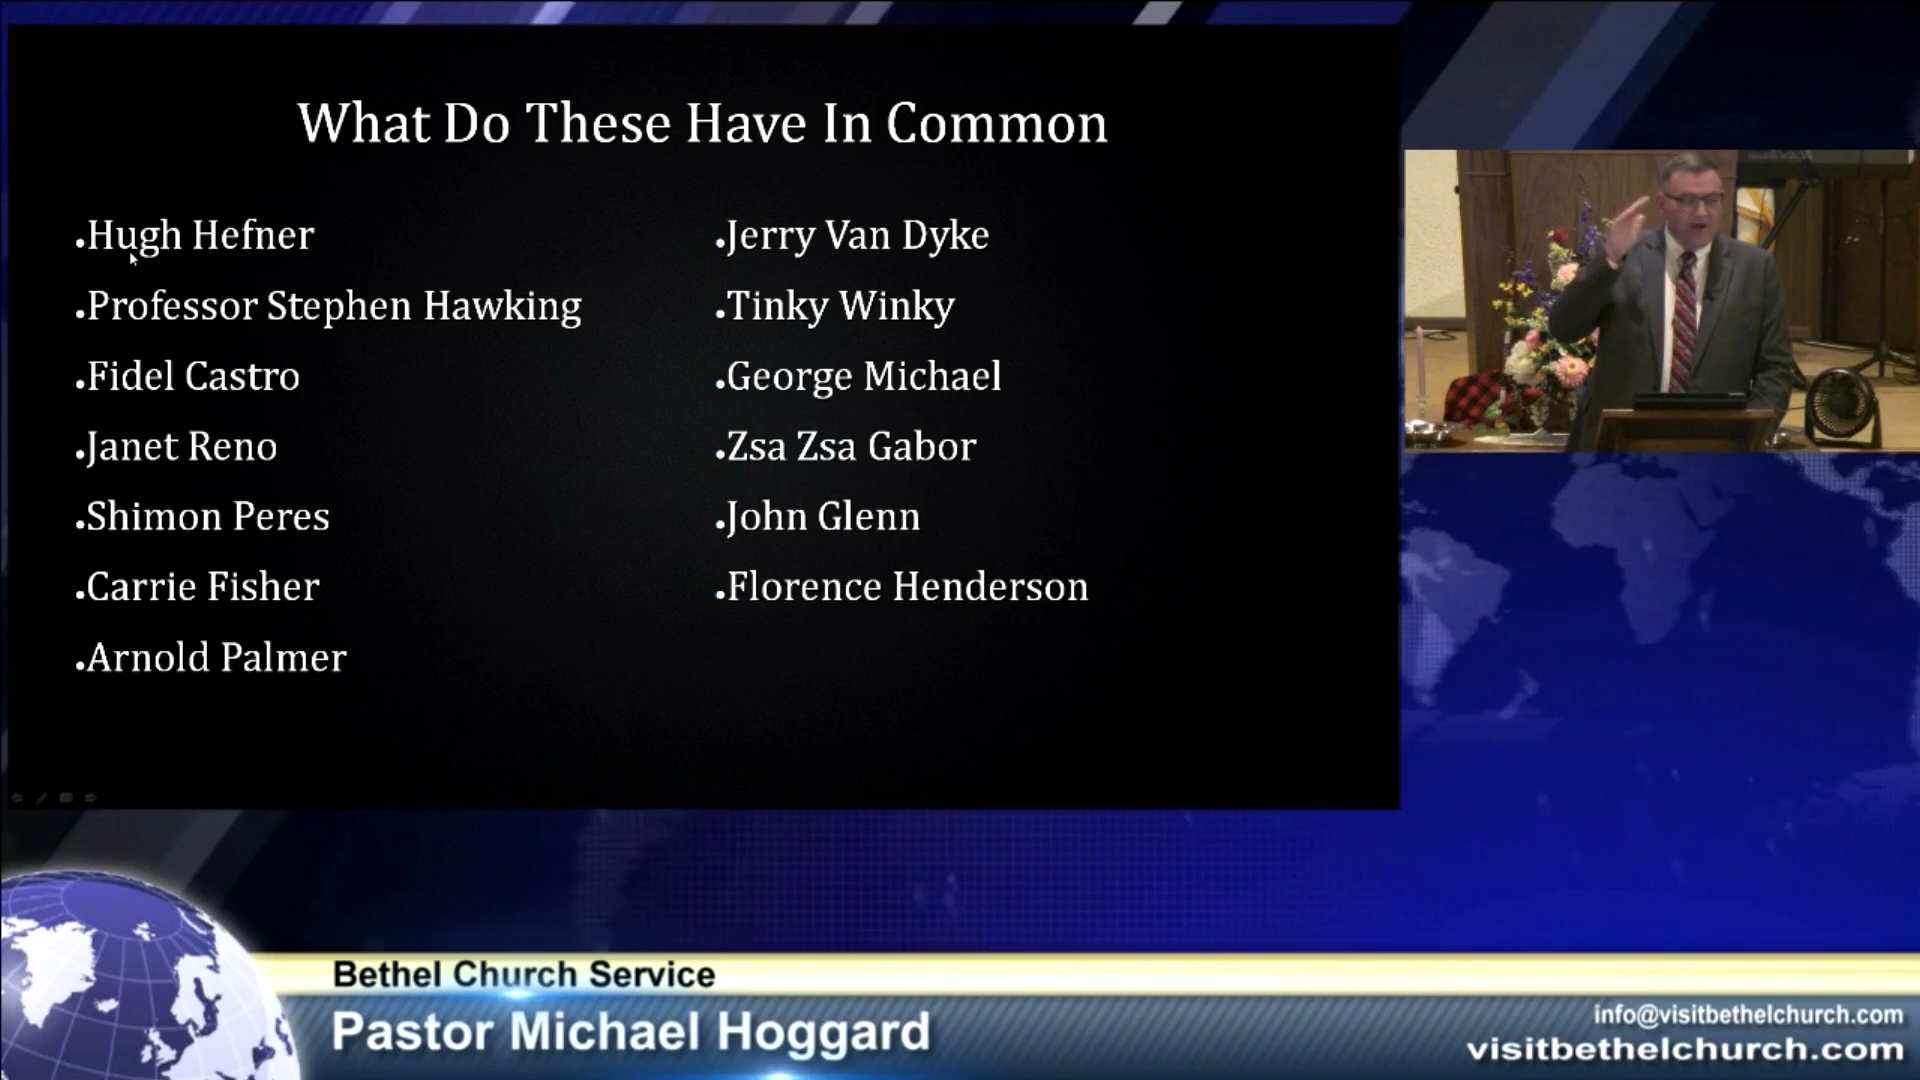 What Do These Have In Common
.Hugh Hefner
.Professor Stephen Hawking
.Fidel Castro
.Janet Reno
.Shimon Peres
.Carrie Fisher
.Arnold Palmer
.Jerry Van Dyke
.Tinky Winky
.George Michael
.Zsa Zsa Gabor
.John Glenn
.Florence Henderson
Bethel Church Service
Pastor Michael Hoggard
info@visitbethelchurch.com
visitbethelchurch.com